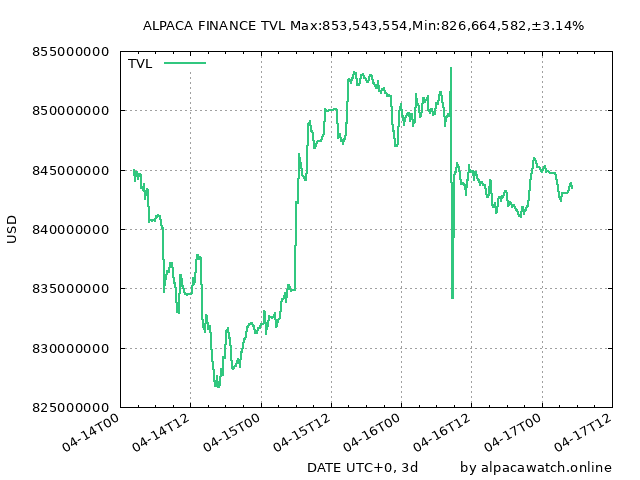 ALPACA FINANCE TVL Max:853,543,554,Min:826,664,582,±3.14%
TVL
USD
855000000
850000000
845000000
840000000
835000000
830000000
825000000
04-14T00
04-14T12
04-15T00
04-15T12
04-16T00
04-16T12
04-17T00
04-17T12
DATE UTC+0, 3d
by alpacawatch.online